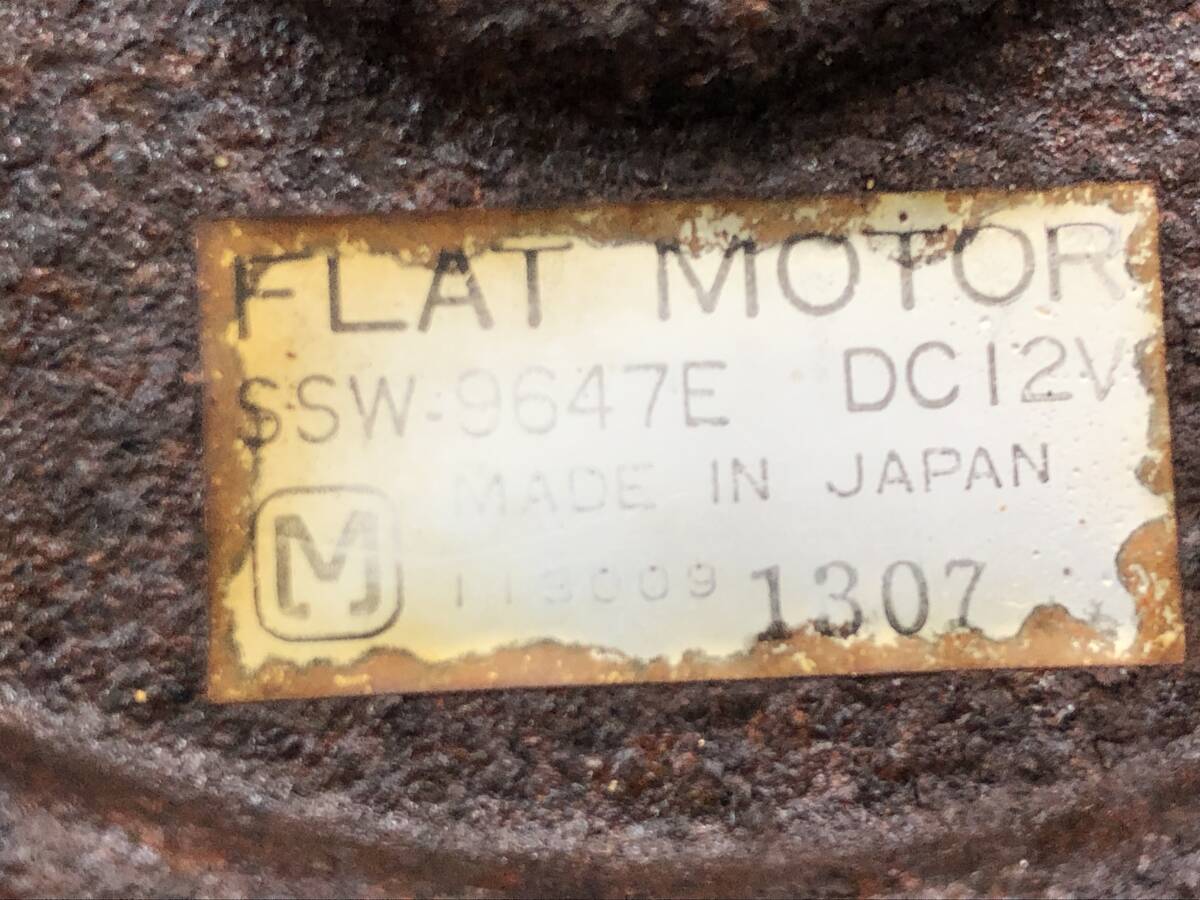 FLAT MOTOR
SSW-9647E DC12V
MADE IN JAPAN
M 113009 1307